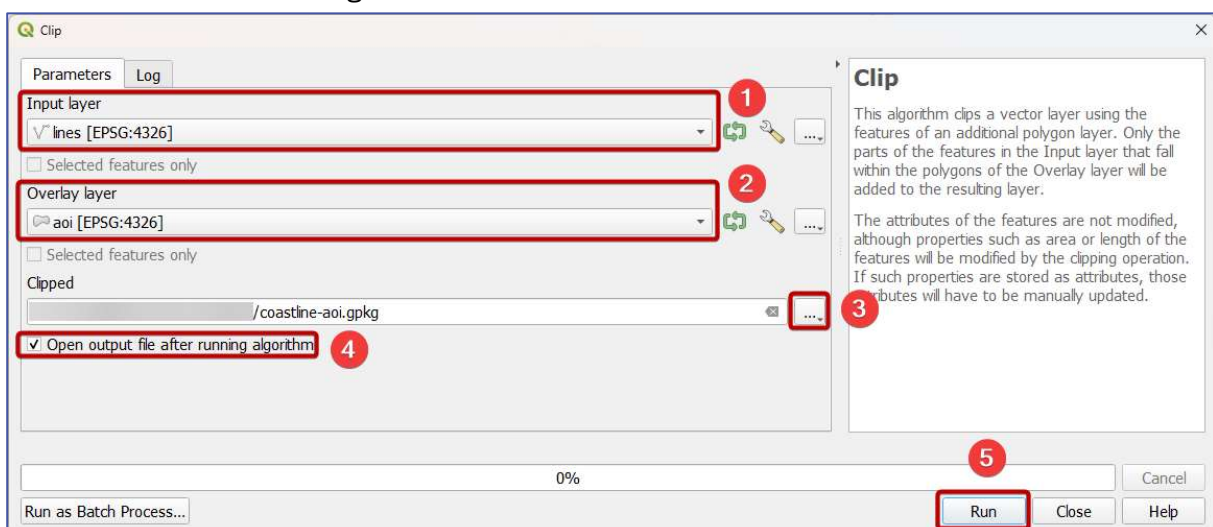 Clip
Parameters Log
Input layer
lines [EPSG:4326]
...
Selected features only
Overlay layer
aoi [EPSG:4326]
...
Selected features only
Clipped
/coastline-aoi.gpkg
...
Open output file after running algorithm
1
2
3
4
Clip
This algorithm clips a vector layer using the
features of an additional polygon layer. Only the
parts of the features in the Input layer that fall
within the polygons of the Overlay layer will be
added to the resulting layer.
The attributes of the features are not modified,
although properties such as area or length of the
features will be modified by the clipping operation.
If such properties are stored as attributes, those
attributes will have to be manually updated.
0%
5
Cancel
Run as Batch Process...
Run Close Help